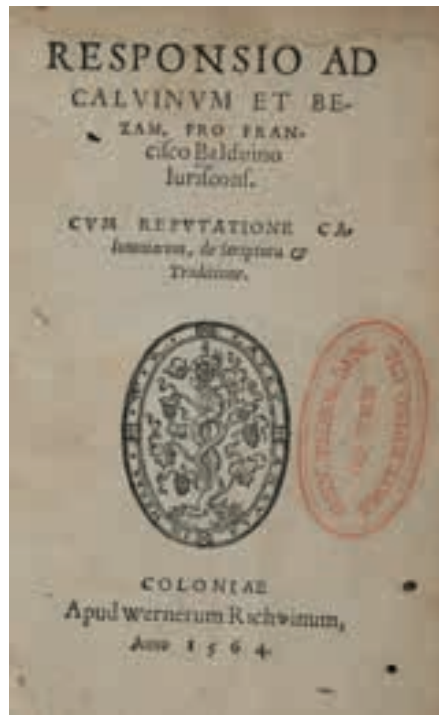 RESPONSIO AD
CALVINVM ET BE-
ZAM, PRO FRAN-
cisco Balduino
Iuriscons.
CVM REFVTATIONE CA-
lumniarum, de Scriptura &
Traditione.
COLONIAE
Apud Wernerum Richwinum,
Anno 1564.